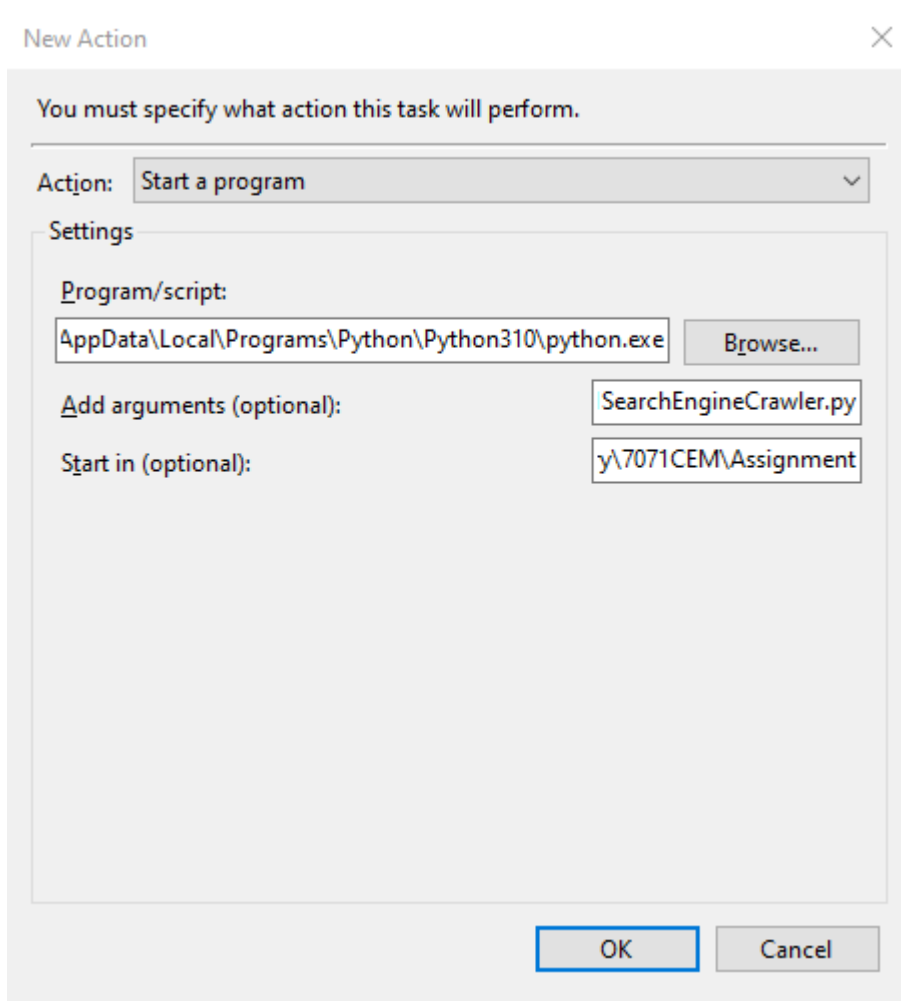 New Action
You must specify what action this task will perform.
Action: Start a program
Settings
Program/script:
AppData\Local\Programs\Python\Python310\python.exe Browse...
Add arguments (optional): SearchEngineCrawler.py
Start in (optional): y\7071CEM\Assignment
OK Cancel